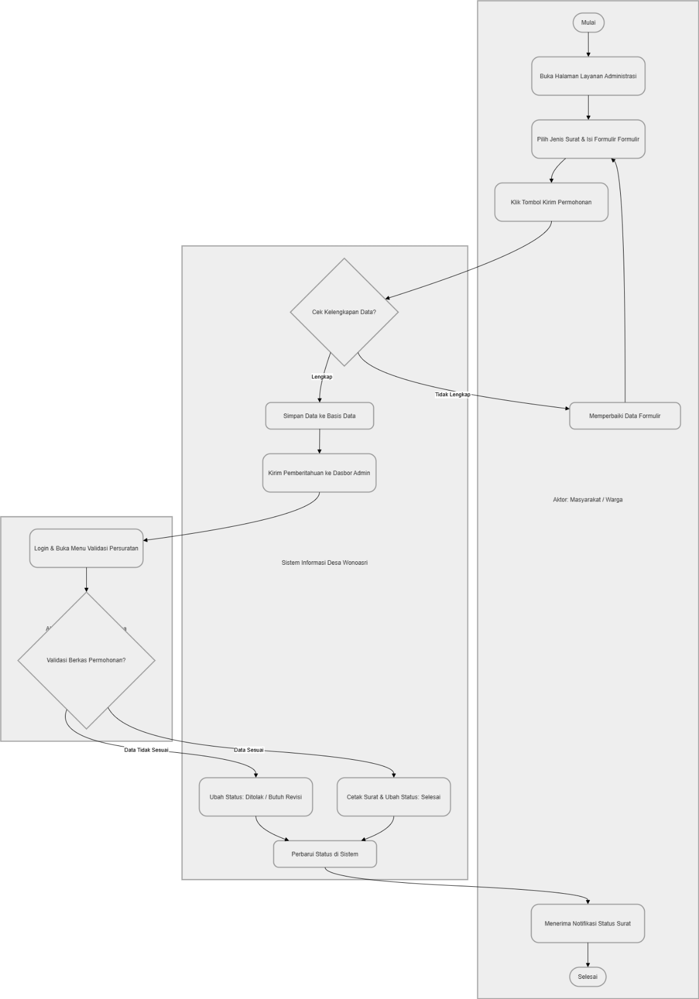 Mulai
Buka Halaman Layanan Administrasi
Pilih Jenis Surat & Isi Formulir Formulir
Klik Tombol Kirim Permohonan
Cek Kelengkapan Data?
Lengkap
Tidak Lengkap
Simpan Data ke Basis Data
Memperbaiki Data Formulir
Kirim Pemberitahuan ke Dasbor Admin
Aktor: Masyarakat / Warga
Login & Buka Menu Validasi Persuratan
Sistem Informasi Desa Wonoasri
Validasi Berkas Permohonan?
Data Tidak Sesuai
Data Sesuai
Ubah Status: Ditolak / Butuh Revisi
Cetak Surat & Ubah Status: Selesai
Perbarui Status di Sistem
Menerima Notifikasi Status Surat
Selesai